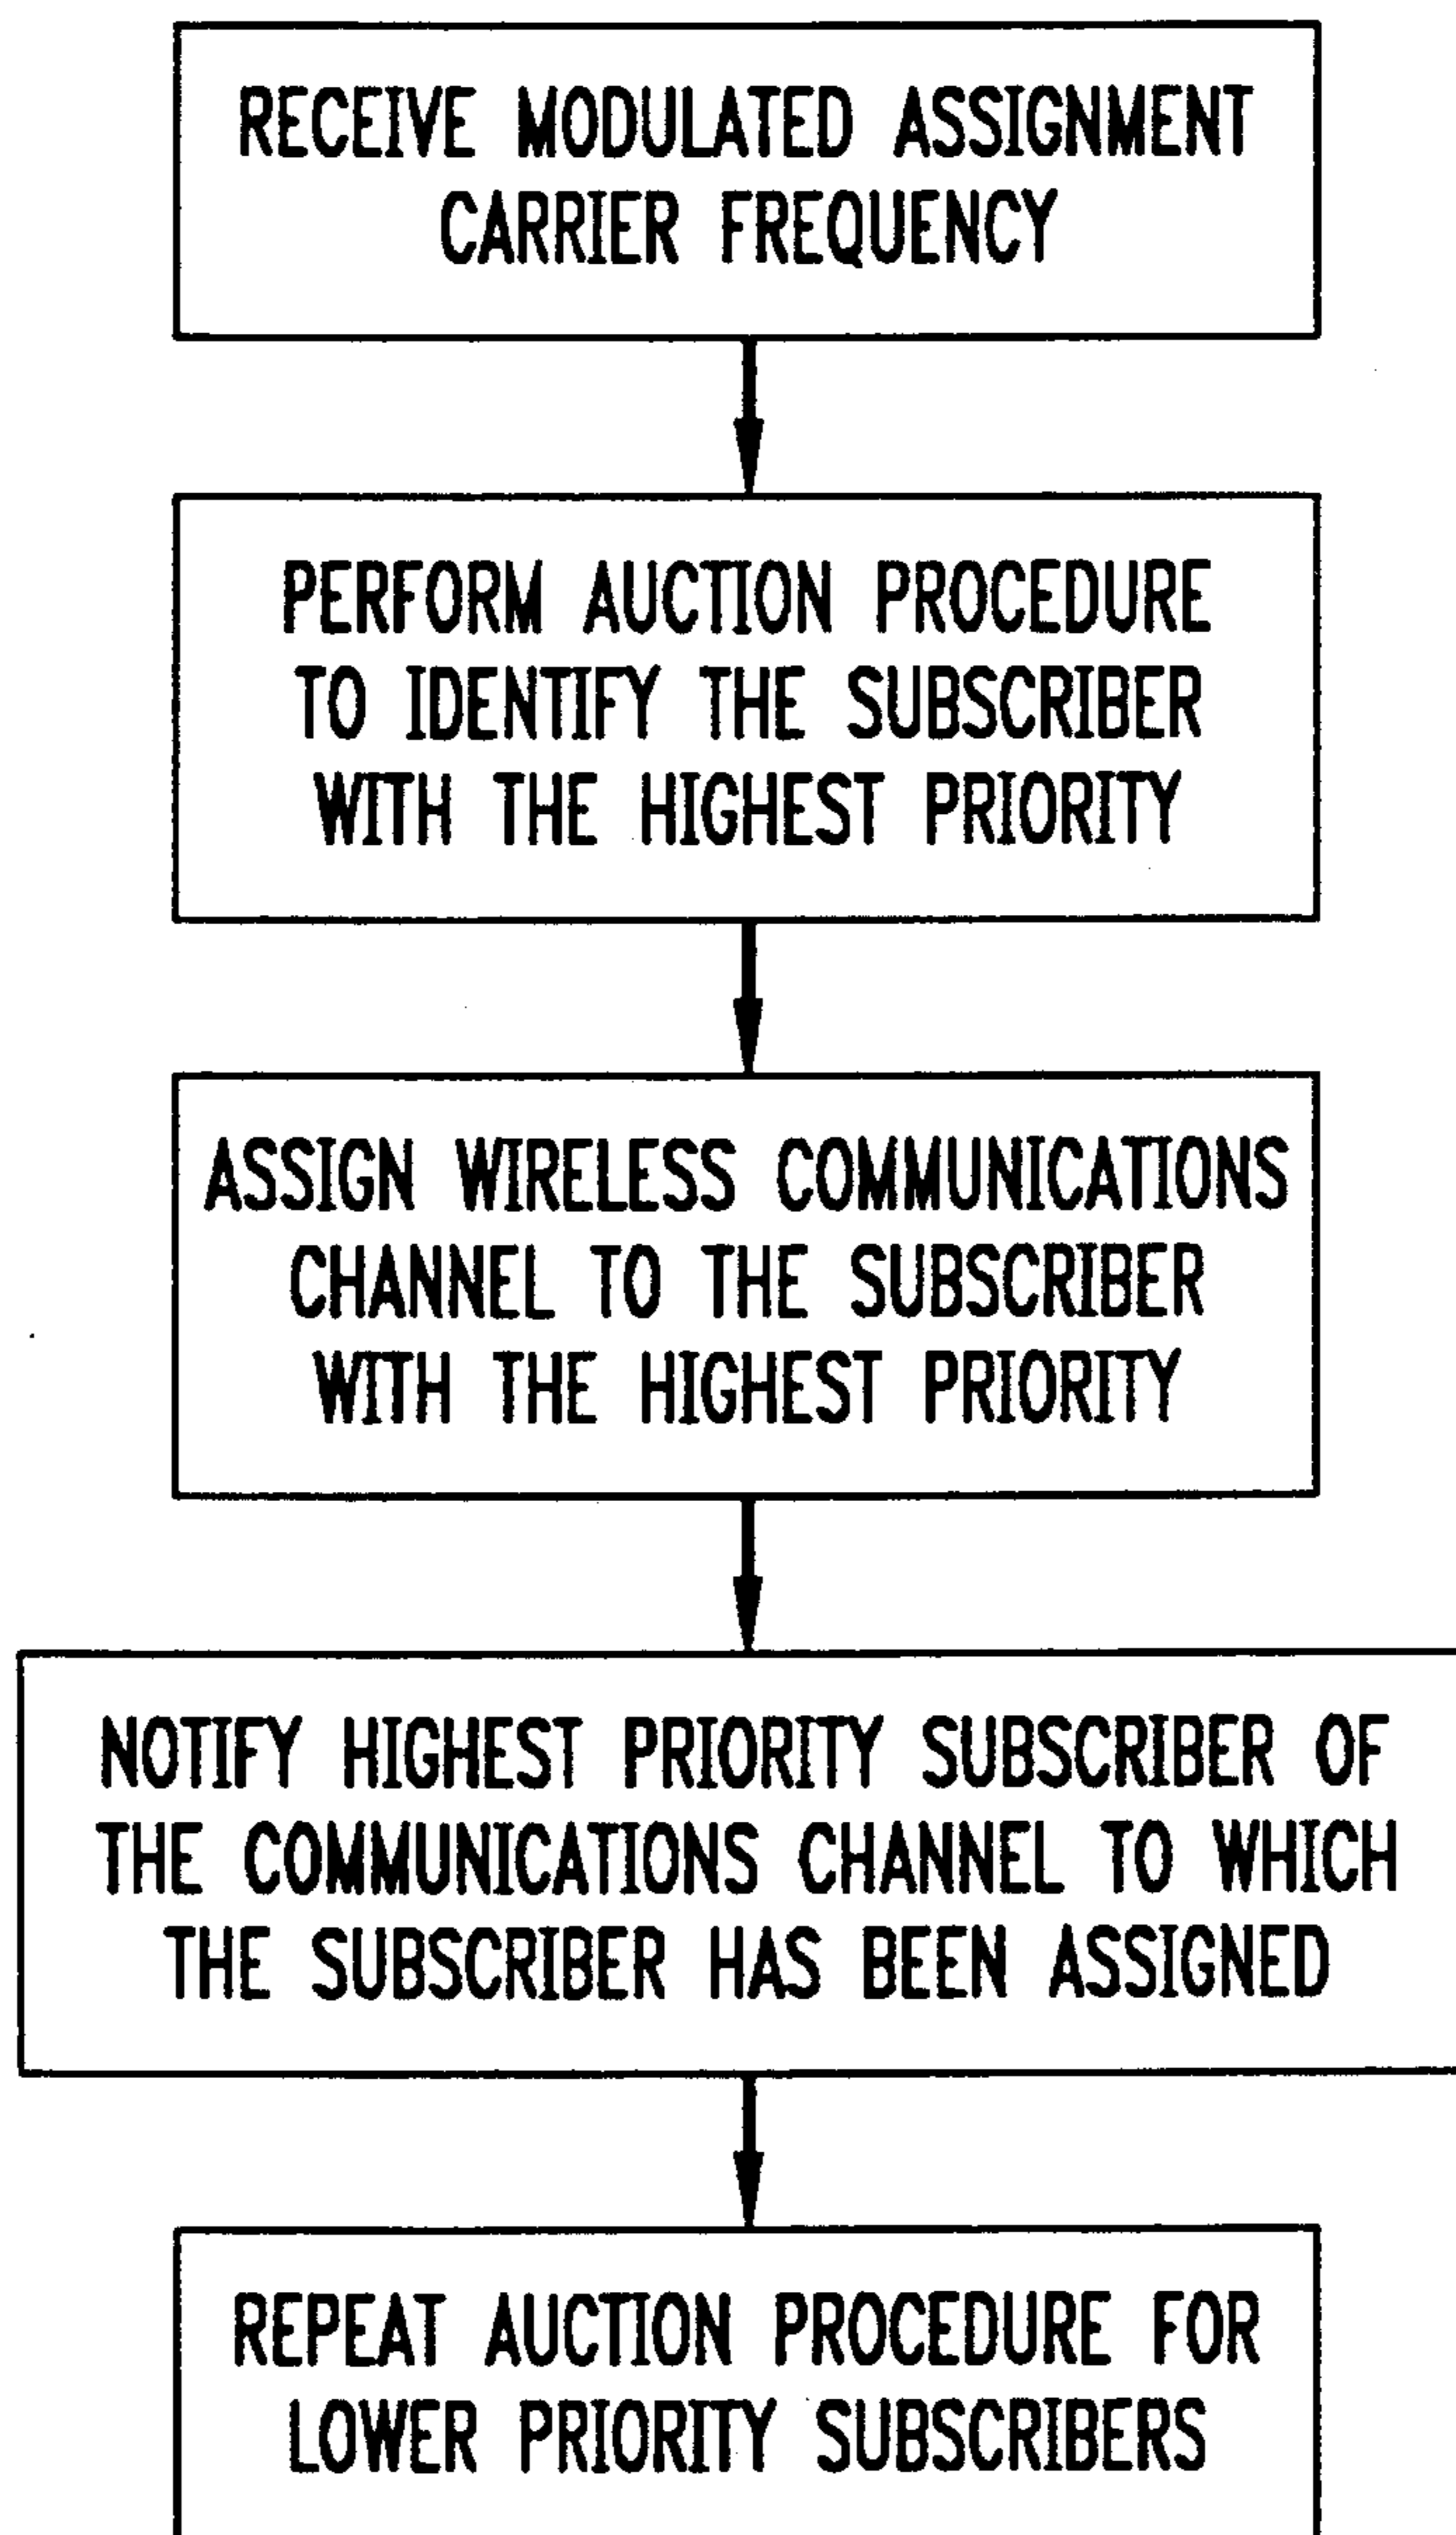 RECEIVE MODULATED ASSIGNMENT
CARRIER FREQUENCY
PERFORM AUCTION PROCEDURE
TO IDENTIFY THE SUBSCRIBER
WITH THE HIGHEST PRIORITY
ASSIGN WIRELESS COMMUNICATIONS
CHANNEL TO THE SUBSCRIBER
WITH THE HIGHEST PRIORITY
NOTIFY HIGHEST PRIORITY SUBSCRIBER OF
THE COMMUNICATIONS CHANNEL TO WHICH
THE SUBSCRIBER HAS BEEN ASSIGNED
REPEAT AUCTION PROCEDURE FOR
LOWER PRIORITY SUBSCRIBERS